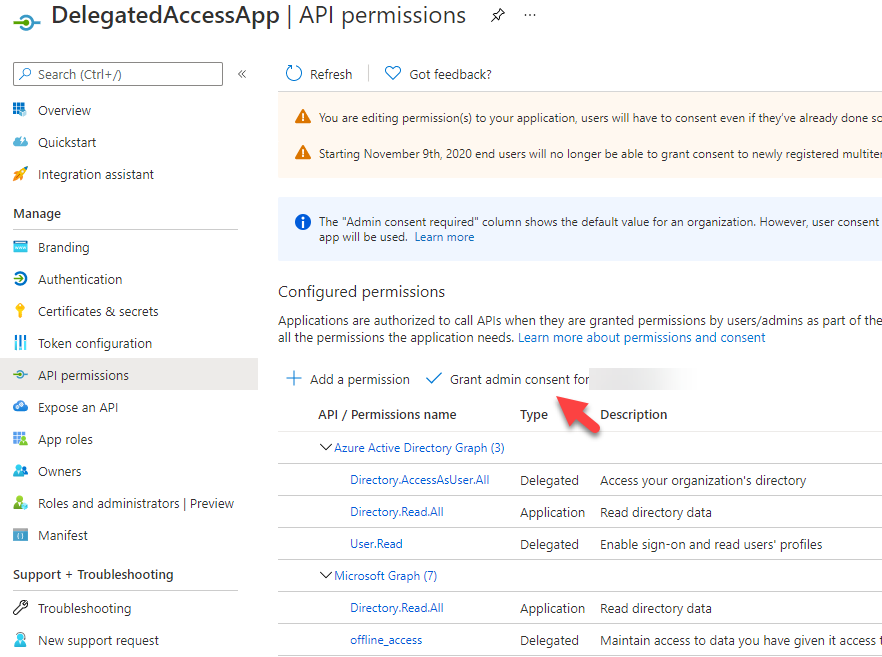 DelegatedAccessApp | API permissions
Search (Ctrl+/)
Overview
Quickstart
Integration assistant
Manage
Branding
Authentication
Certificates & secrets
Token configuration
API permissions
Expose an API
App roles
Owners
Roles and administrators | Preview
Manifest
Support + Troubleshooting
Troubleshooting
New support request
Refresh
Got feedback?
You are editing permission(s) to your application, users will have to consent even if they've already done so
Starting November 9th, 2020 end users will no longer be able to grant consent to newly registered
The "Admin consent required" column shows the default value for an organization. However, user consent
app will be used. Learn more
Configured permissions
Applications are authorized to call APIs when they are granted permissions by users/admins as part of the
all the permissions the application needs. Learn more about permissions and consent
Add a permission
Grant admin consent for
API / Permissions name Type Description
Azure Active Directory Graph (3)
Directory.AccessAsUser.All Delegated Access your organization's directory
Directory.Read.All Application Read directory data
User.Read Delegated Enable sign-on and read users' profiles
Microsoft Graph (7)
Directory.Read.All Application Read directory data
offline_access Delegated Maintain access to data you have given it access